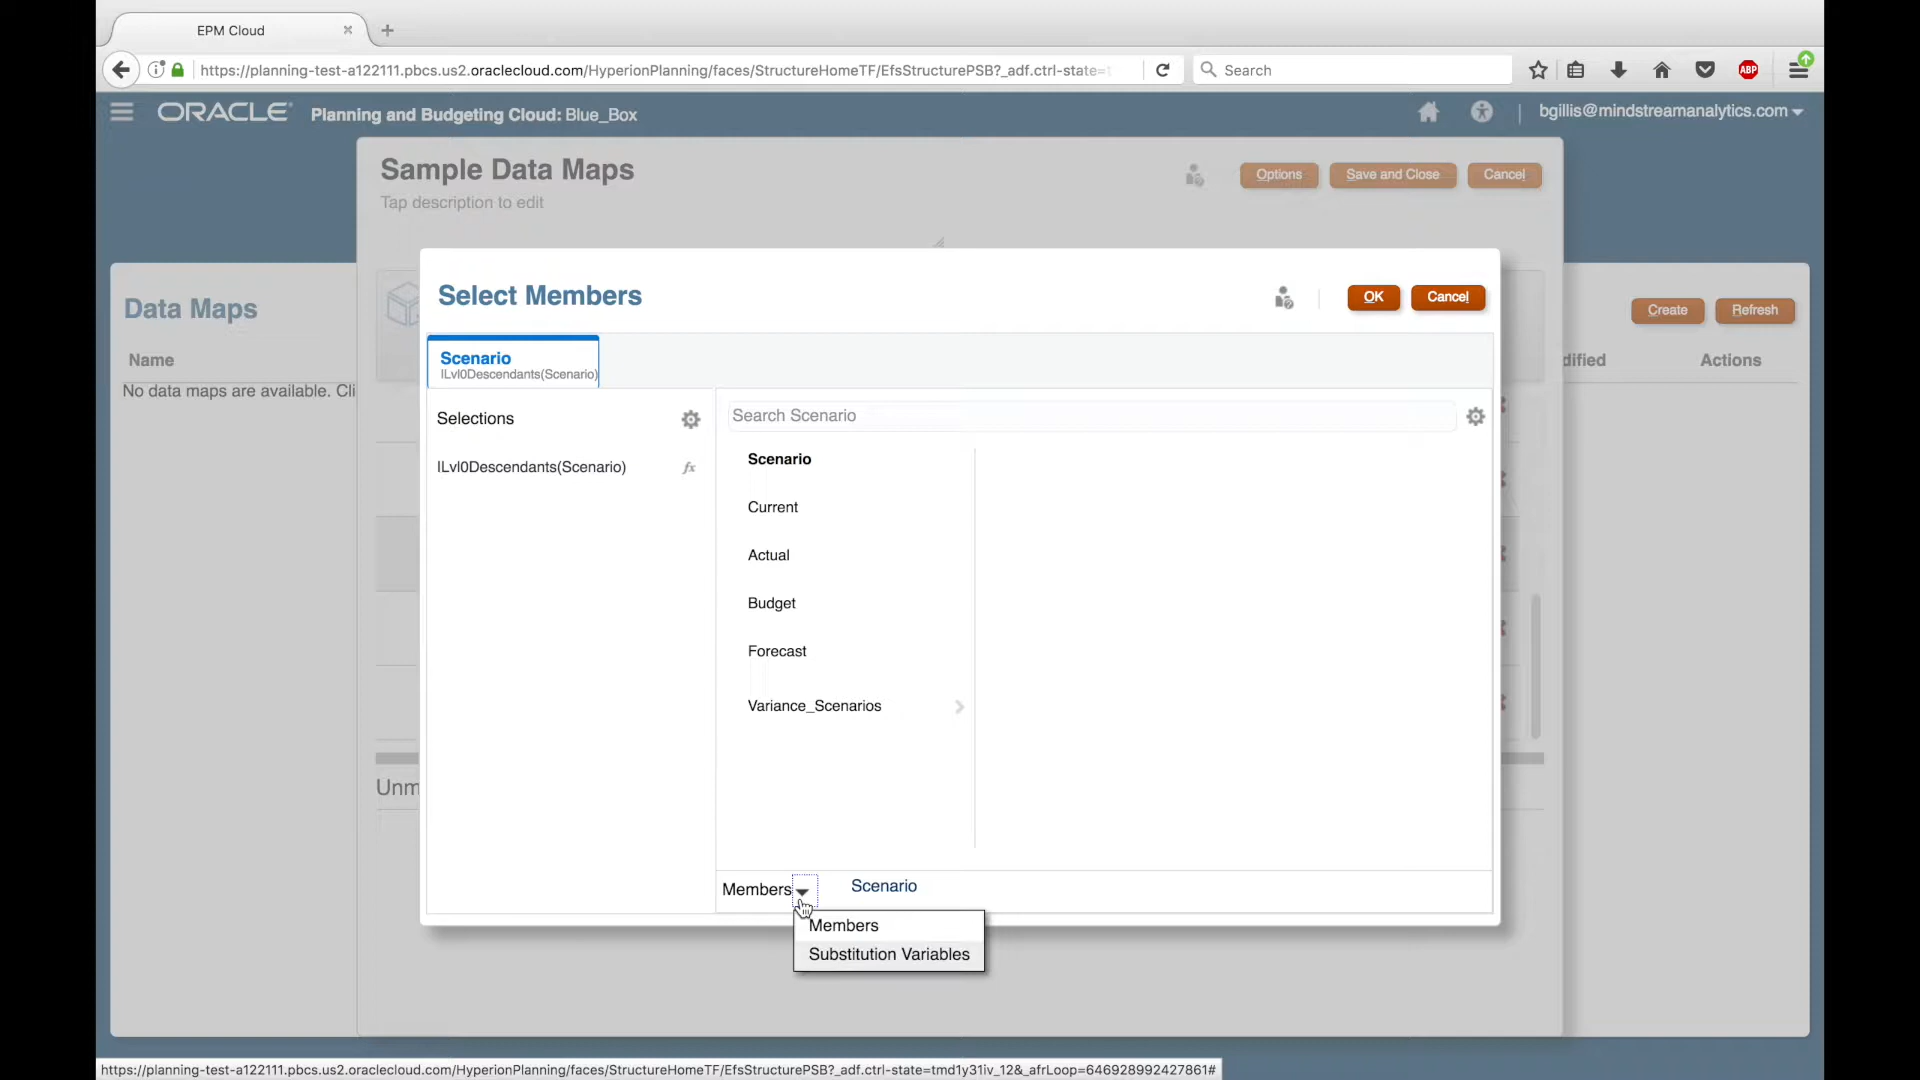 EPM Cloud
https://planning-test-a122111.pbcs.us2.oraclecloud.com/HyperionPlanning/faces/StructureHomeTF/EfsStructurePSB?_adf.ctrl-state=
Search
ABP
ORACLE Planning and Budgeting Cloud: Blue_Box
bgillis@mindstreamanalytics.com
Sample Data Maps
Options
Save and Close
Cancel
Tap description to edit
Select Members
OK
Cancel
Data Maps
Create
Refresh
Scenario
ILvl0Descendants(Scenario)
Name
dified
Actions
No data maps are available. Cli
Selections
Search Scenario
ILvl0Descendants(Scenario)
fx
Scenario
Current
Actual
Budget
Forecast
Variance_Scenarios
Unm
Members
Scenario
Members
Substitution Variables
https://planning-test-a122111.pbcs.us2.oraclecloud.com/HyperionPlanning/faces/StructureHomeTF/EfsStructurePSB?_adf.ctrl-state=tmd1y31iv_12&_afrLoop=646928992427861#